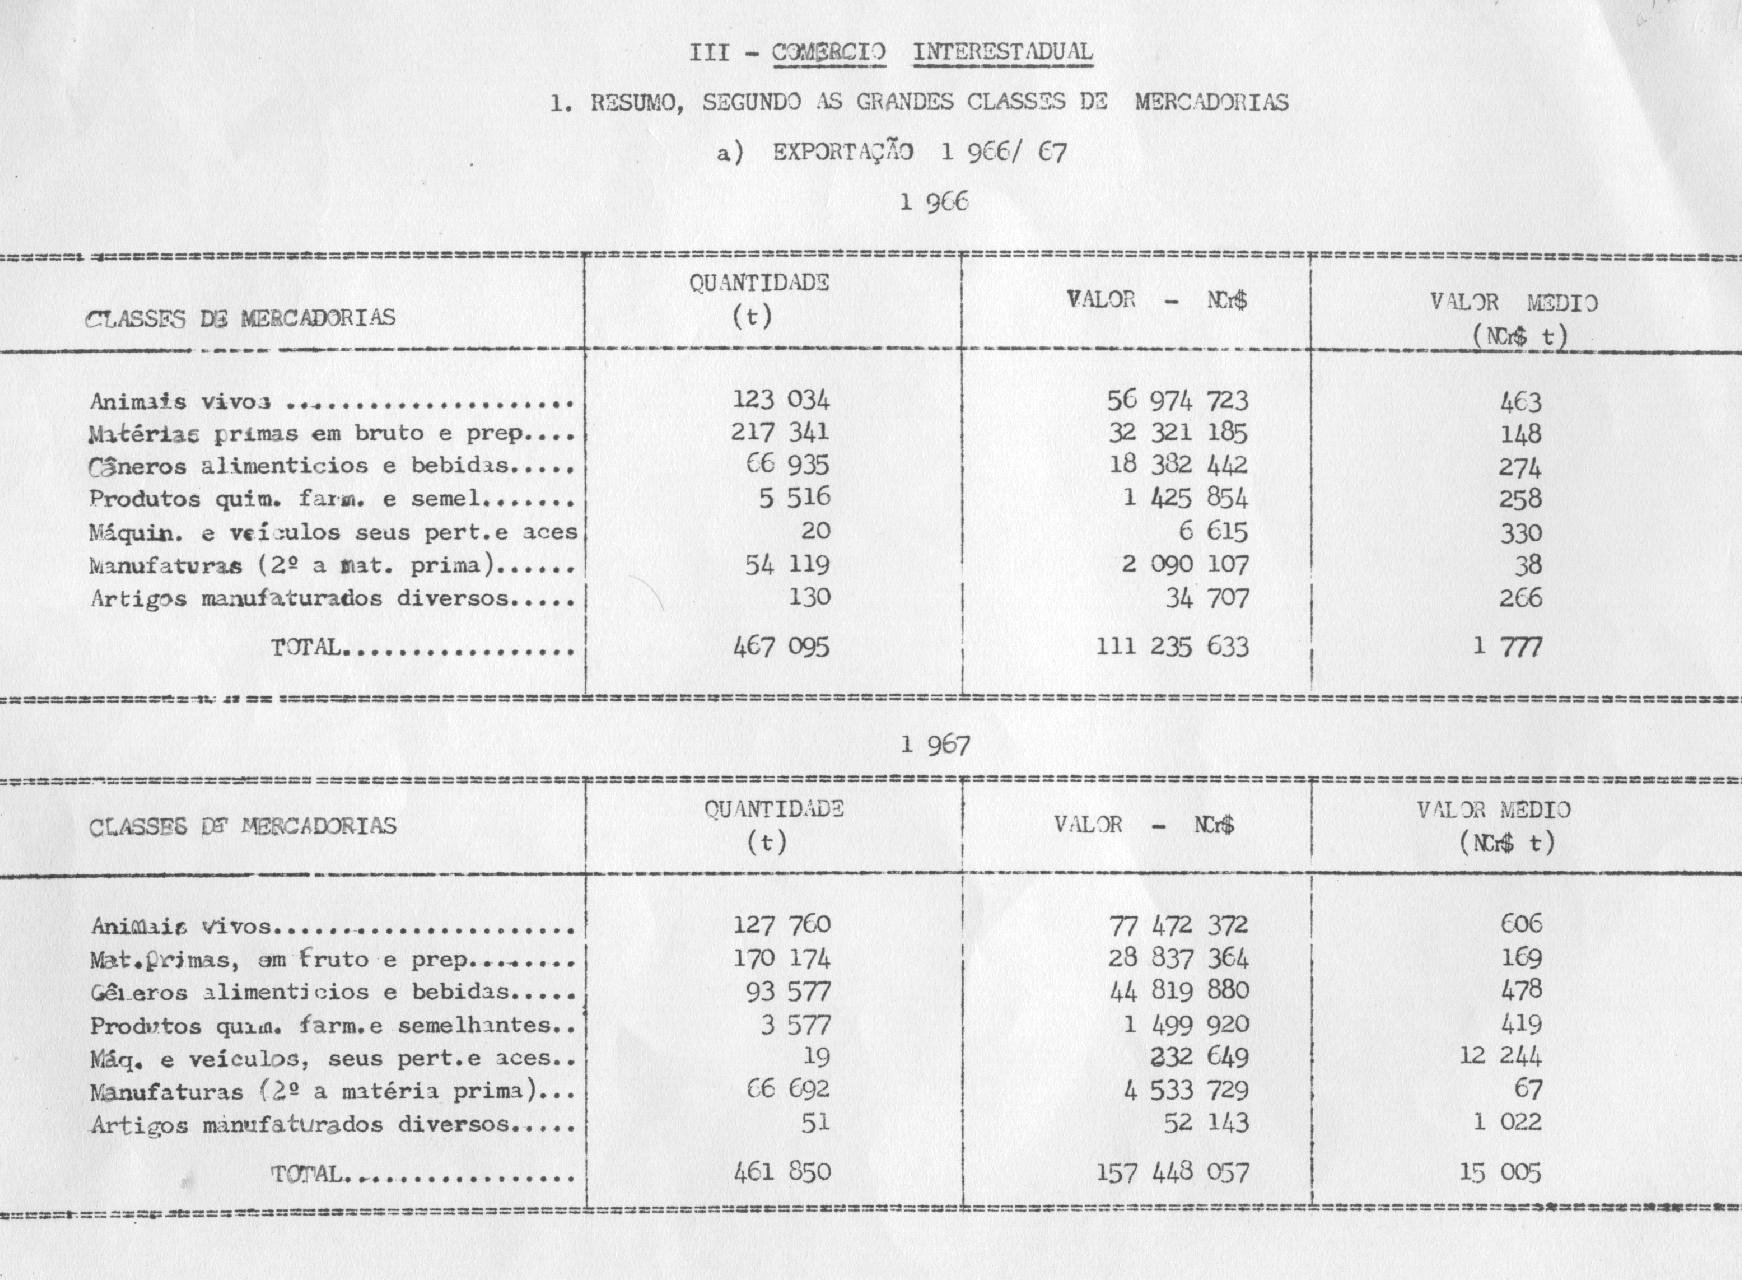 III - COMÉRCIO INTERESTADUAL
1. RESUMO, SEGUNDO AS GRANDES CLASSES DE MERCADORIAS
a) EXPORTAÇÃO 1 966/ 67
1 966
CLASSES DE MERCADORIAS QUANTIDADE (t) VALOR - NCr$ VALOR MÉDIO (NCr$ t)
Animais vivos ..................... 123 034 56 974 723 463
Matérias primas em bruto e prep.... 217 341 32 321 185 148
Gêneros alimenticios e bebidas..... 66 935 18 382 442 274
Produtos quim. farm. e semel....... 5 516 1 425 854 258
Máquin. e veículos seus pert.e aces 20 6 615 330
Manufaturas (2º a mat. prima)...... 54 119 2 090 107 38
Artigos manufaturados diversos..... 130 34 707 266
TOTAL................. 467 095 111 235 633 1 777
1 967
CLASSES DE MERCADORIAS QUANTIDADE (t) VALOR - NCr$ VALOR MÉDIO (NCr$ t)
Animais vivos...................... 127 760 77 472 372 606
Mat.primas, em fruto e prep........ 170 174 28 837 364 169
Gêneros alimenticios e bebidas..... 93 577 44 819 880 478
Produtos quim. farm.e semelhantes.. 3 577 1 499 920 419
Máq. e veículos, seus pert.e aces.. 19 232 649 12 244
Manufaturas (2º a matéria prima)... 66 692 4 533 729 67
Artigos manufaturados diversos..... 51 52 143 1 022
TOTAL................. 461 850 157 448 057 15 005